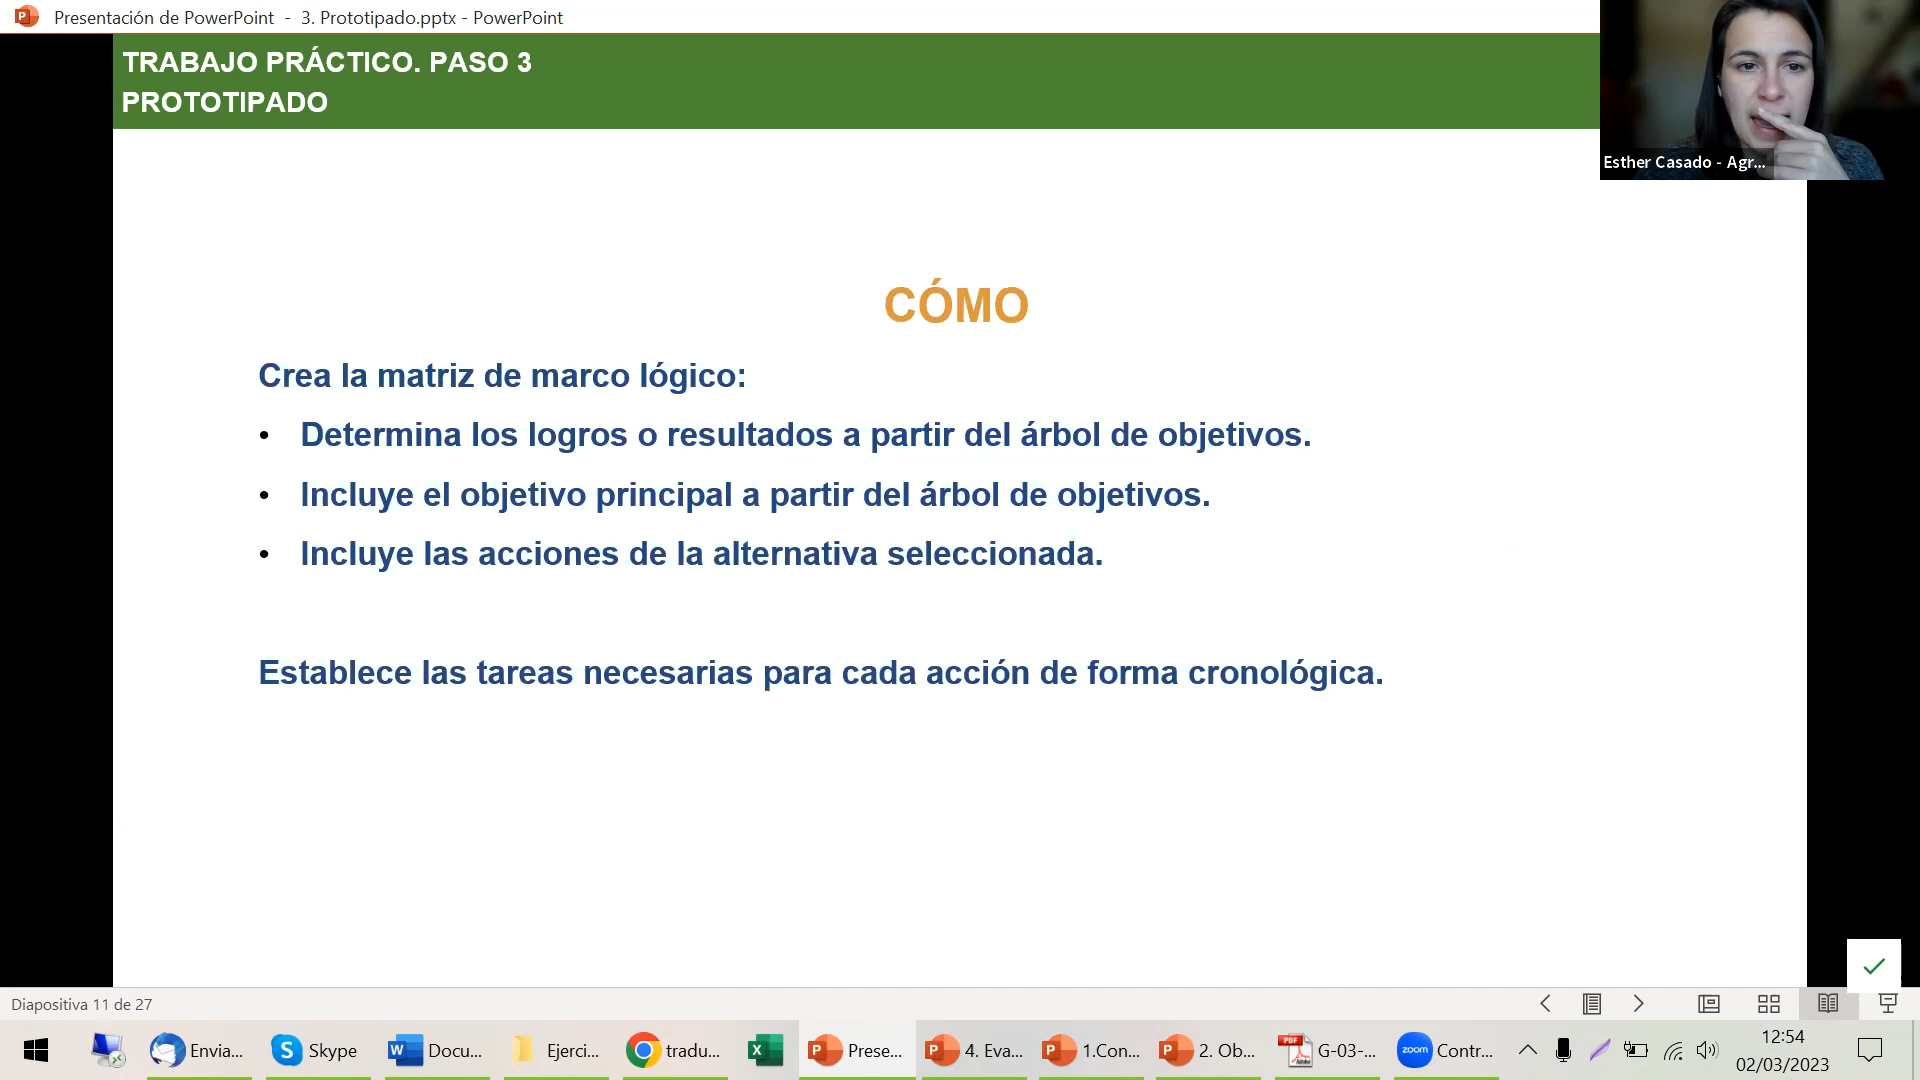 Presentación de PowerPoint - 3. Prototipado.pptx - PowerPoint
TRABAJO PRÁCTICO. PASO 3
PROTOTIPADO
Esther Casado - Agr...
CÓMO
Crea la matriz de marco lógico:
• Determina los logros o resultados a partir del árbol de objetivos.
• Incluye el objetivo principal a partir del árbol de objetivos.
• Incluye las acciones de la alternativa seleccionada.
Establece las tareas necesarias para cada acción de forma cronológica.
Diapositiva 11 de 27
Envia... Skype Docu... Ejerci... tradu... Prese... 4. Eva... 1.Con... 2. Ob... G-03-... zoom Contr... 12:54
02/03/2023